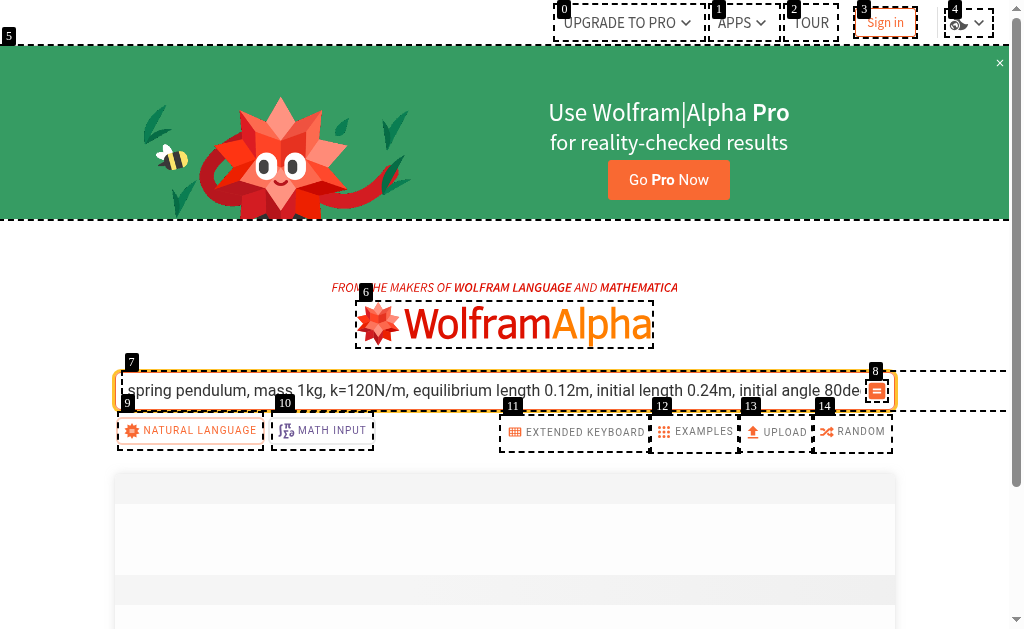 0 1 2 3 4
UPGRADE TO PRO APPS TOUR Sign in
5
×
Use Wolfram|Alpha Pro
for reality-checked results
Go Pro Now
6
FROM THE MAKERS OF WOLFRAM LANGUAGE AND MATHEMATICA
WolframAlpha
7 8
spring pendulum, mass 1kg, k=120N/m, equilibrium length 0.12m, initial length 0.24m, initial angle 80de =
9 10 11 12 13 14
NATURAL LANGUAGE MATH INPUT EXTENDED KEYBOARD EXAMPLES UPLOAD RANDOM